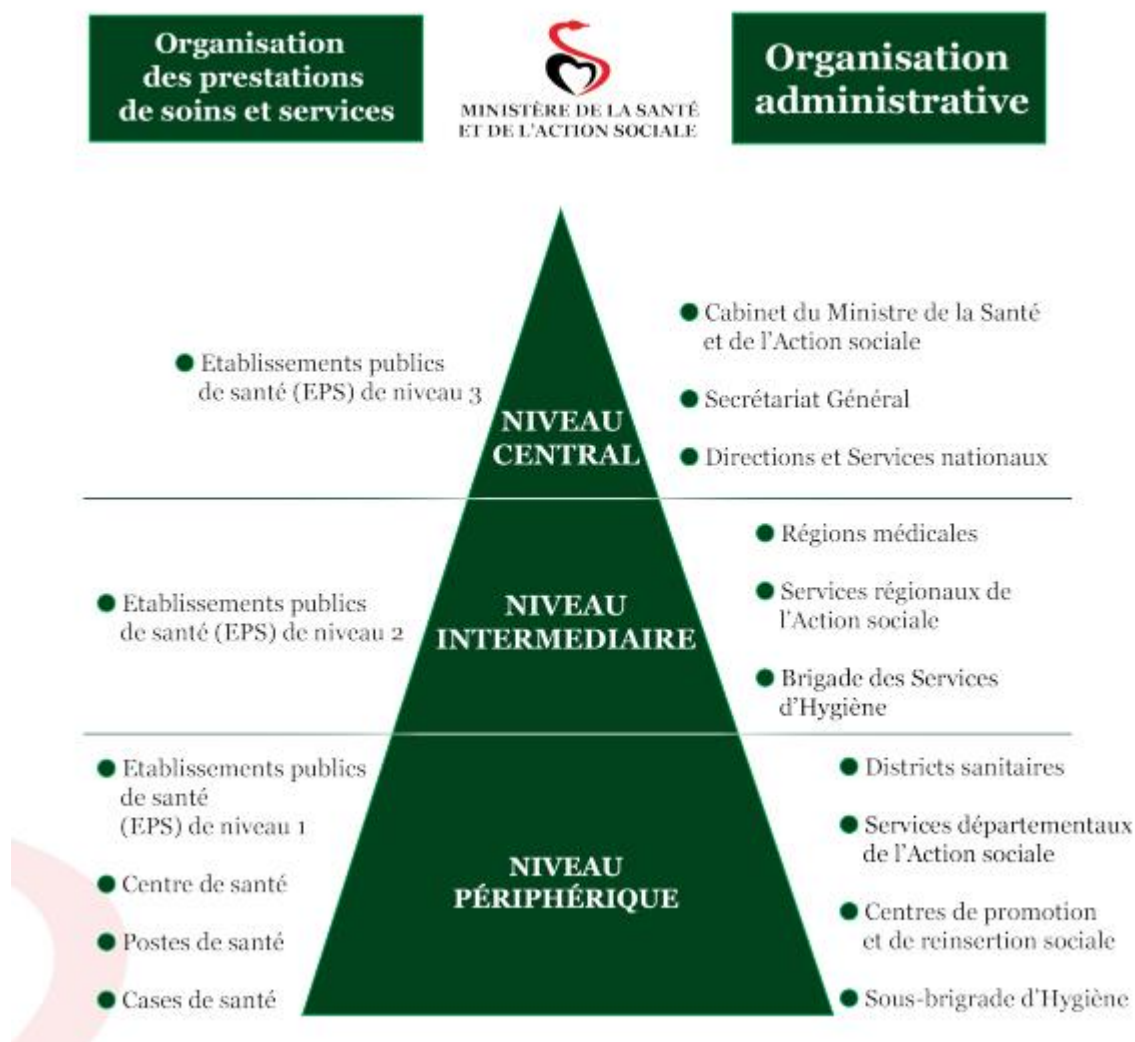 Organisation
des prestations
de soins et services
MINISTÈRE DE LA SANTÉ
ET DE L'ACTION SOCIALE
Organisation
administrative
● Etablissements publics
de santé (EPS) de niveau 3
NIVEAU
CENTRAL
● Cabinet du Ministre de la Santé
et de l'Action sociale
● Secrétariat Général
● Directions et Services nationaux
● Etablissements publics
de santé (EPS) de niveau 2
NIVEAU
INTERMEDIAIRE
● Régions médicales
● Services régionaux de
l'Action sociale
● Brigade des Services
d'Hygiène
● Etablissements publics
de santé
(EPS) de niveau 1
● Centre de santé
● Postes de santé
● Cases de santé
NIVEAU
PÉRIPHÉRIQUE
● Districts sanitaires
● Services départementaux
de l'Action sociale
● Centres de promotion
et de reinsertion sociale
● Sous-brigrade d'Hygiène